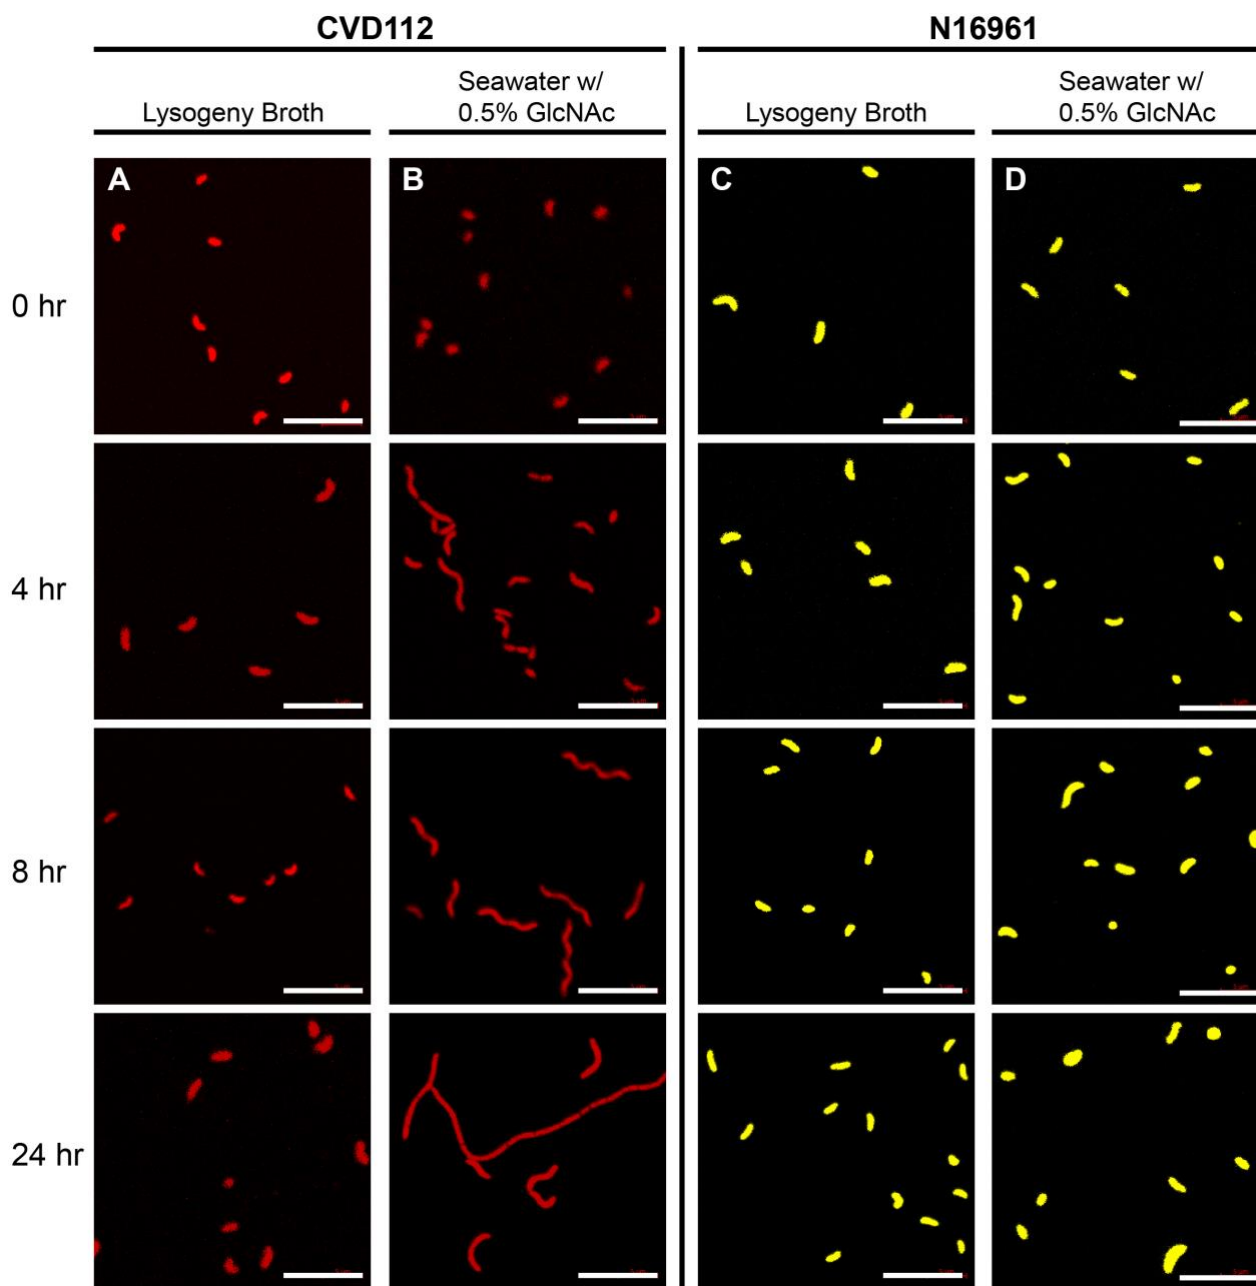 CVD112
N16961
Lysogeny Broth
Seawater w/
0.5% GlcNAc
Lysogeny Broth
Seawater w/
0.5% GlcNAc
A
B
C
D
0 hr
4 hr
8 hr
24 hr